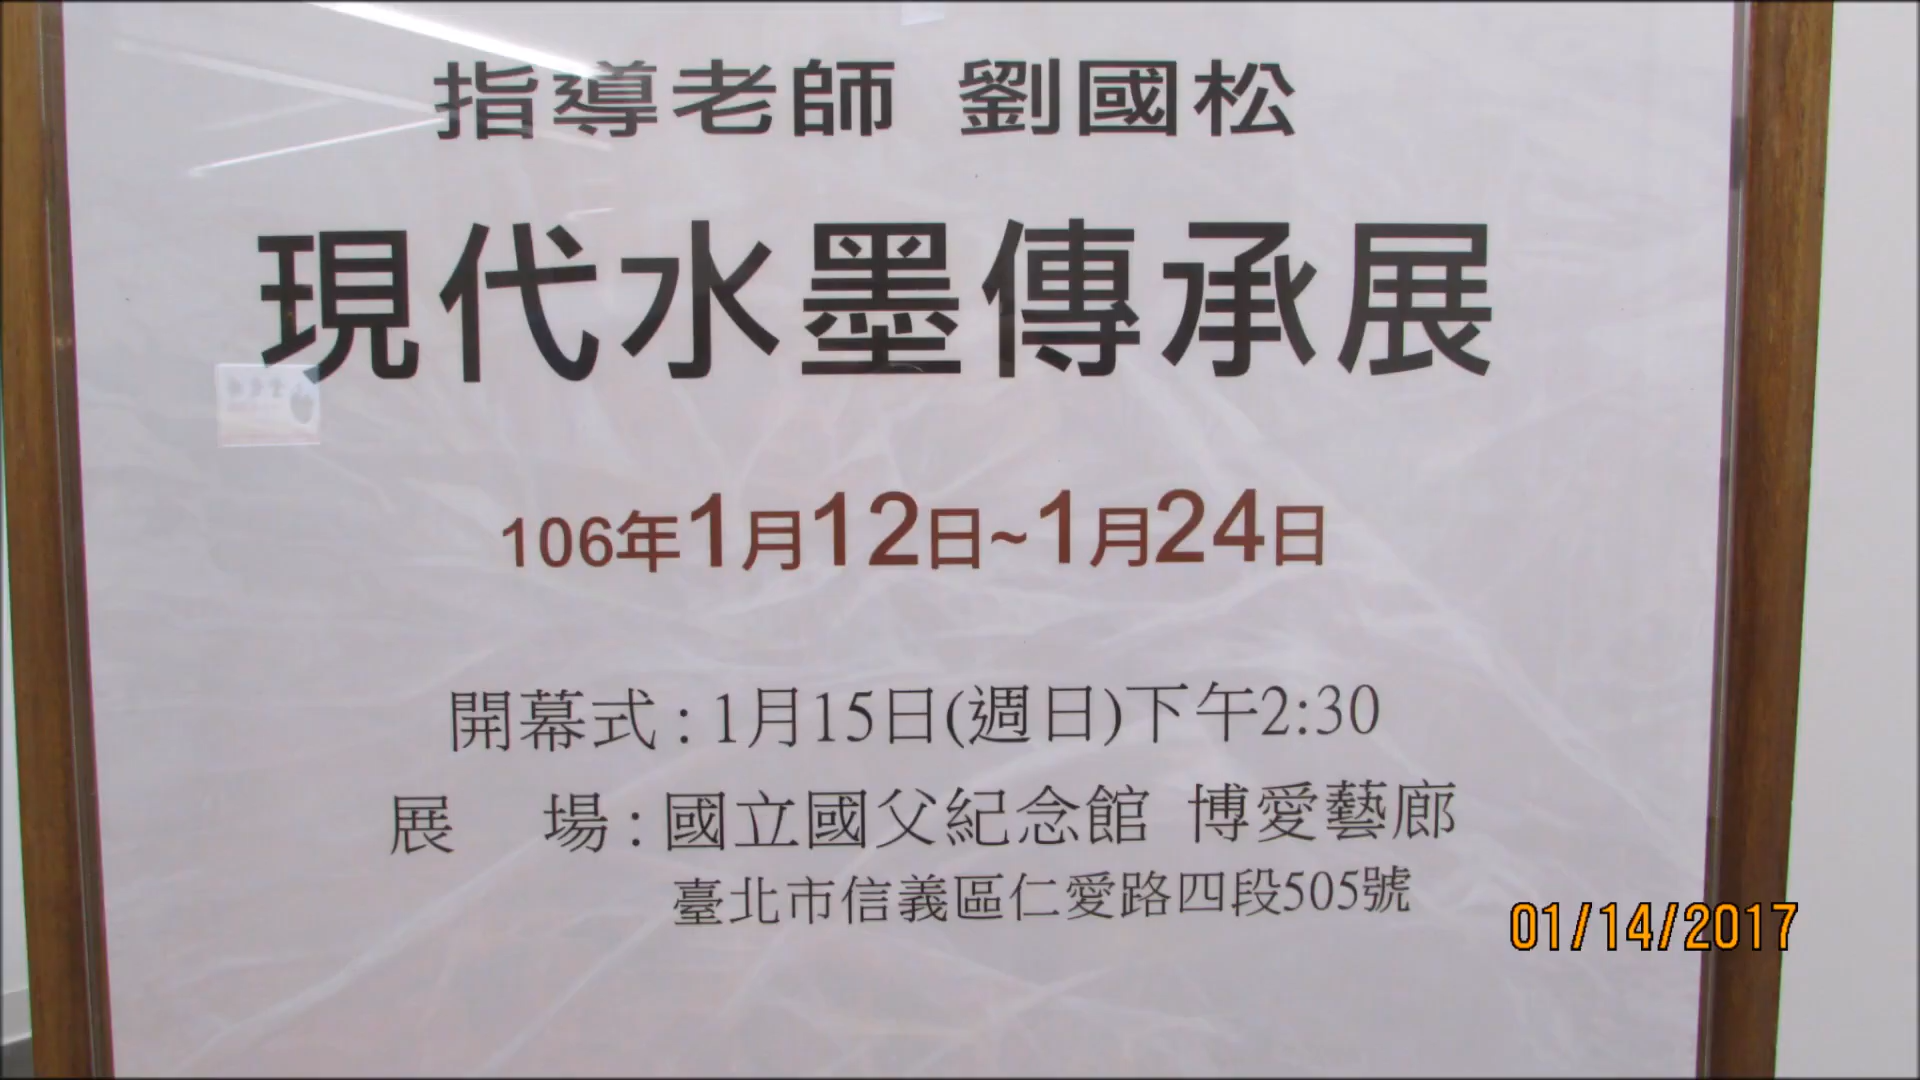 指導老師 劉國松
現代水墨傳承展
106年1月12日~1月24日
開幕式:1月15日(週日)下午2:30
展 場:國立國父紀念館 博愛藝廊
臺北市信義區仁愛路四段505號
01/14/2017